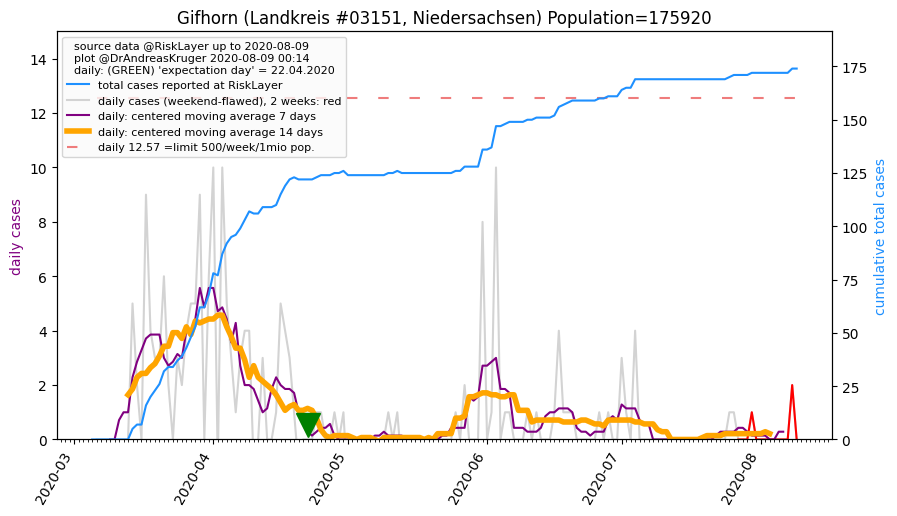 Gifhorn (Landkreis #03151, Niedersachsen) Population=175920
source data @RiskLayer up to 2020-08-09
plot @DrAndreasKruger 2020-08-09 00:14
daily: (GREEN) 'expectation day' = 22.04.2020
total cases reported at RiskLayer
daily cases (weekend-flawed), 2 weeks: red
daily: centered moving average 7 days
daily: centered moving average 14 days
daily 12.57 =limit 500/week/1mio pop.
daily cases
14
12
10
8
6
4
2
0
cumulative total cases
175
150
125
100
75
50
25
0
2020-03
2020-04
2020-05
2020-06
2020-07
2020-08